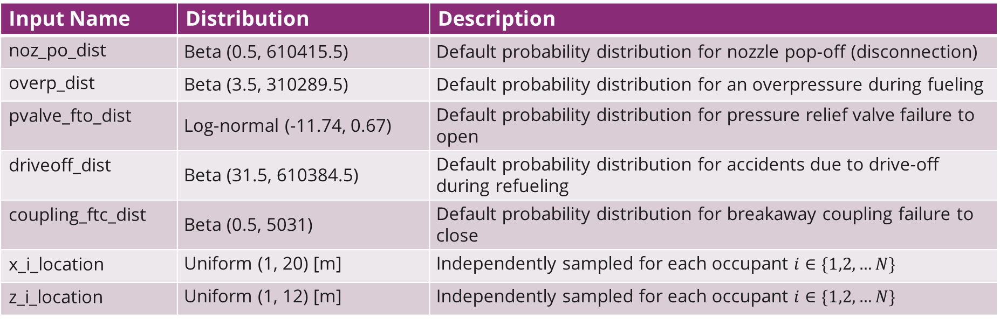 Input Name Distribution Description
noz_po_dist Beta (0.5, 610415.5) Default probability distribution for nozzle pop-off (disconnection)
overp_dist Beta (3.5, 310289.5) Default probability distribution for an overpressure during fueling
pvalve_fto_dist Log-normal (-11.74, 0.67) Default probability distribution for pressure relief valve failure to
open
driveoff_dist Beta (31.5, 610384.5) Default probability distribution for accidents due to drive-off
during refueling
coupling_ftc_dist Beta (0.5, 5031) Default probability distribution for breakaway coupling failure to
close
x_i_location Uniform (1, 20) [m] Independently sampled for each occupant 𝑖 ∈ {1,2, … 𝑁}
z_i_location Uniform (1, 12) [m] Independently sampled for each occupant 𝑖 ∈ {1,2, … 𝑁}